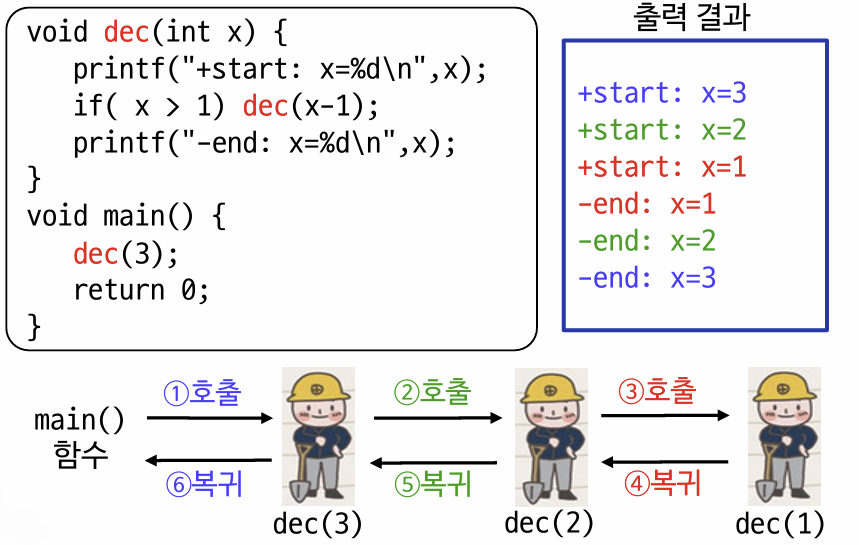 void dec(int x) {
printf("+start: x=%d\n",x);
if( x > 1) dec(x-1);
printf("-end: x=%d\n",x);
}
void main() {
dec(3);
return 0;
}
출력 결과
+start: x=3
+start: x=2
+start: x=1
-end: x=1
-end: x=2
-end: x=3
main()
함수
①호출
②호출
③호출
⑥복귀
⑤복귀
④복귀
dec(3)
dec(2)
dec(1)